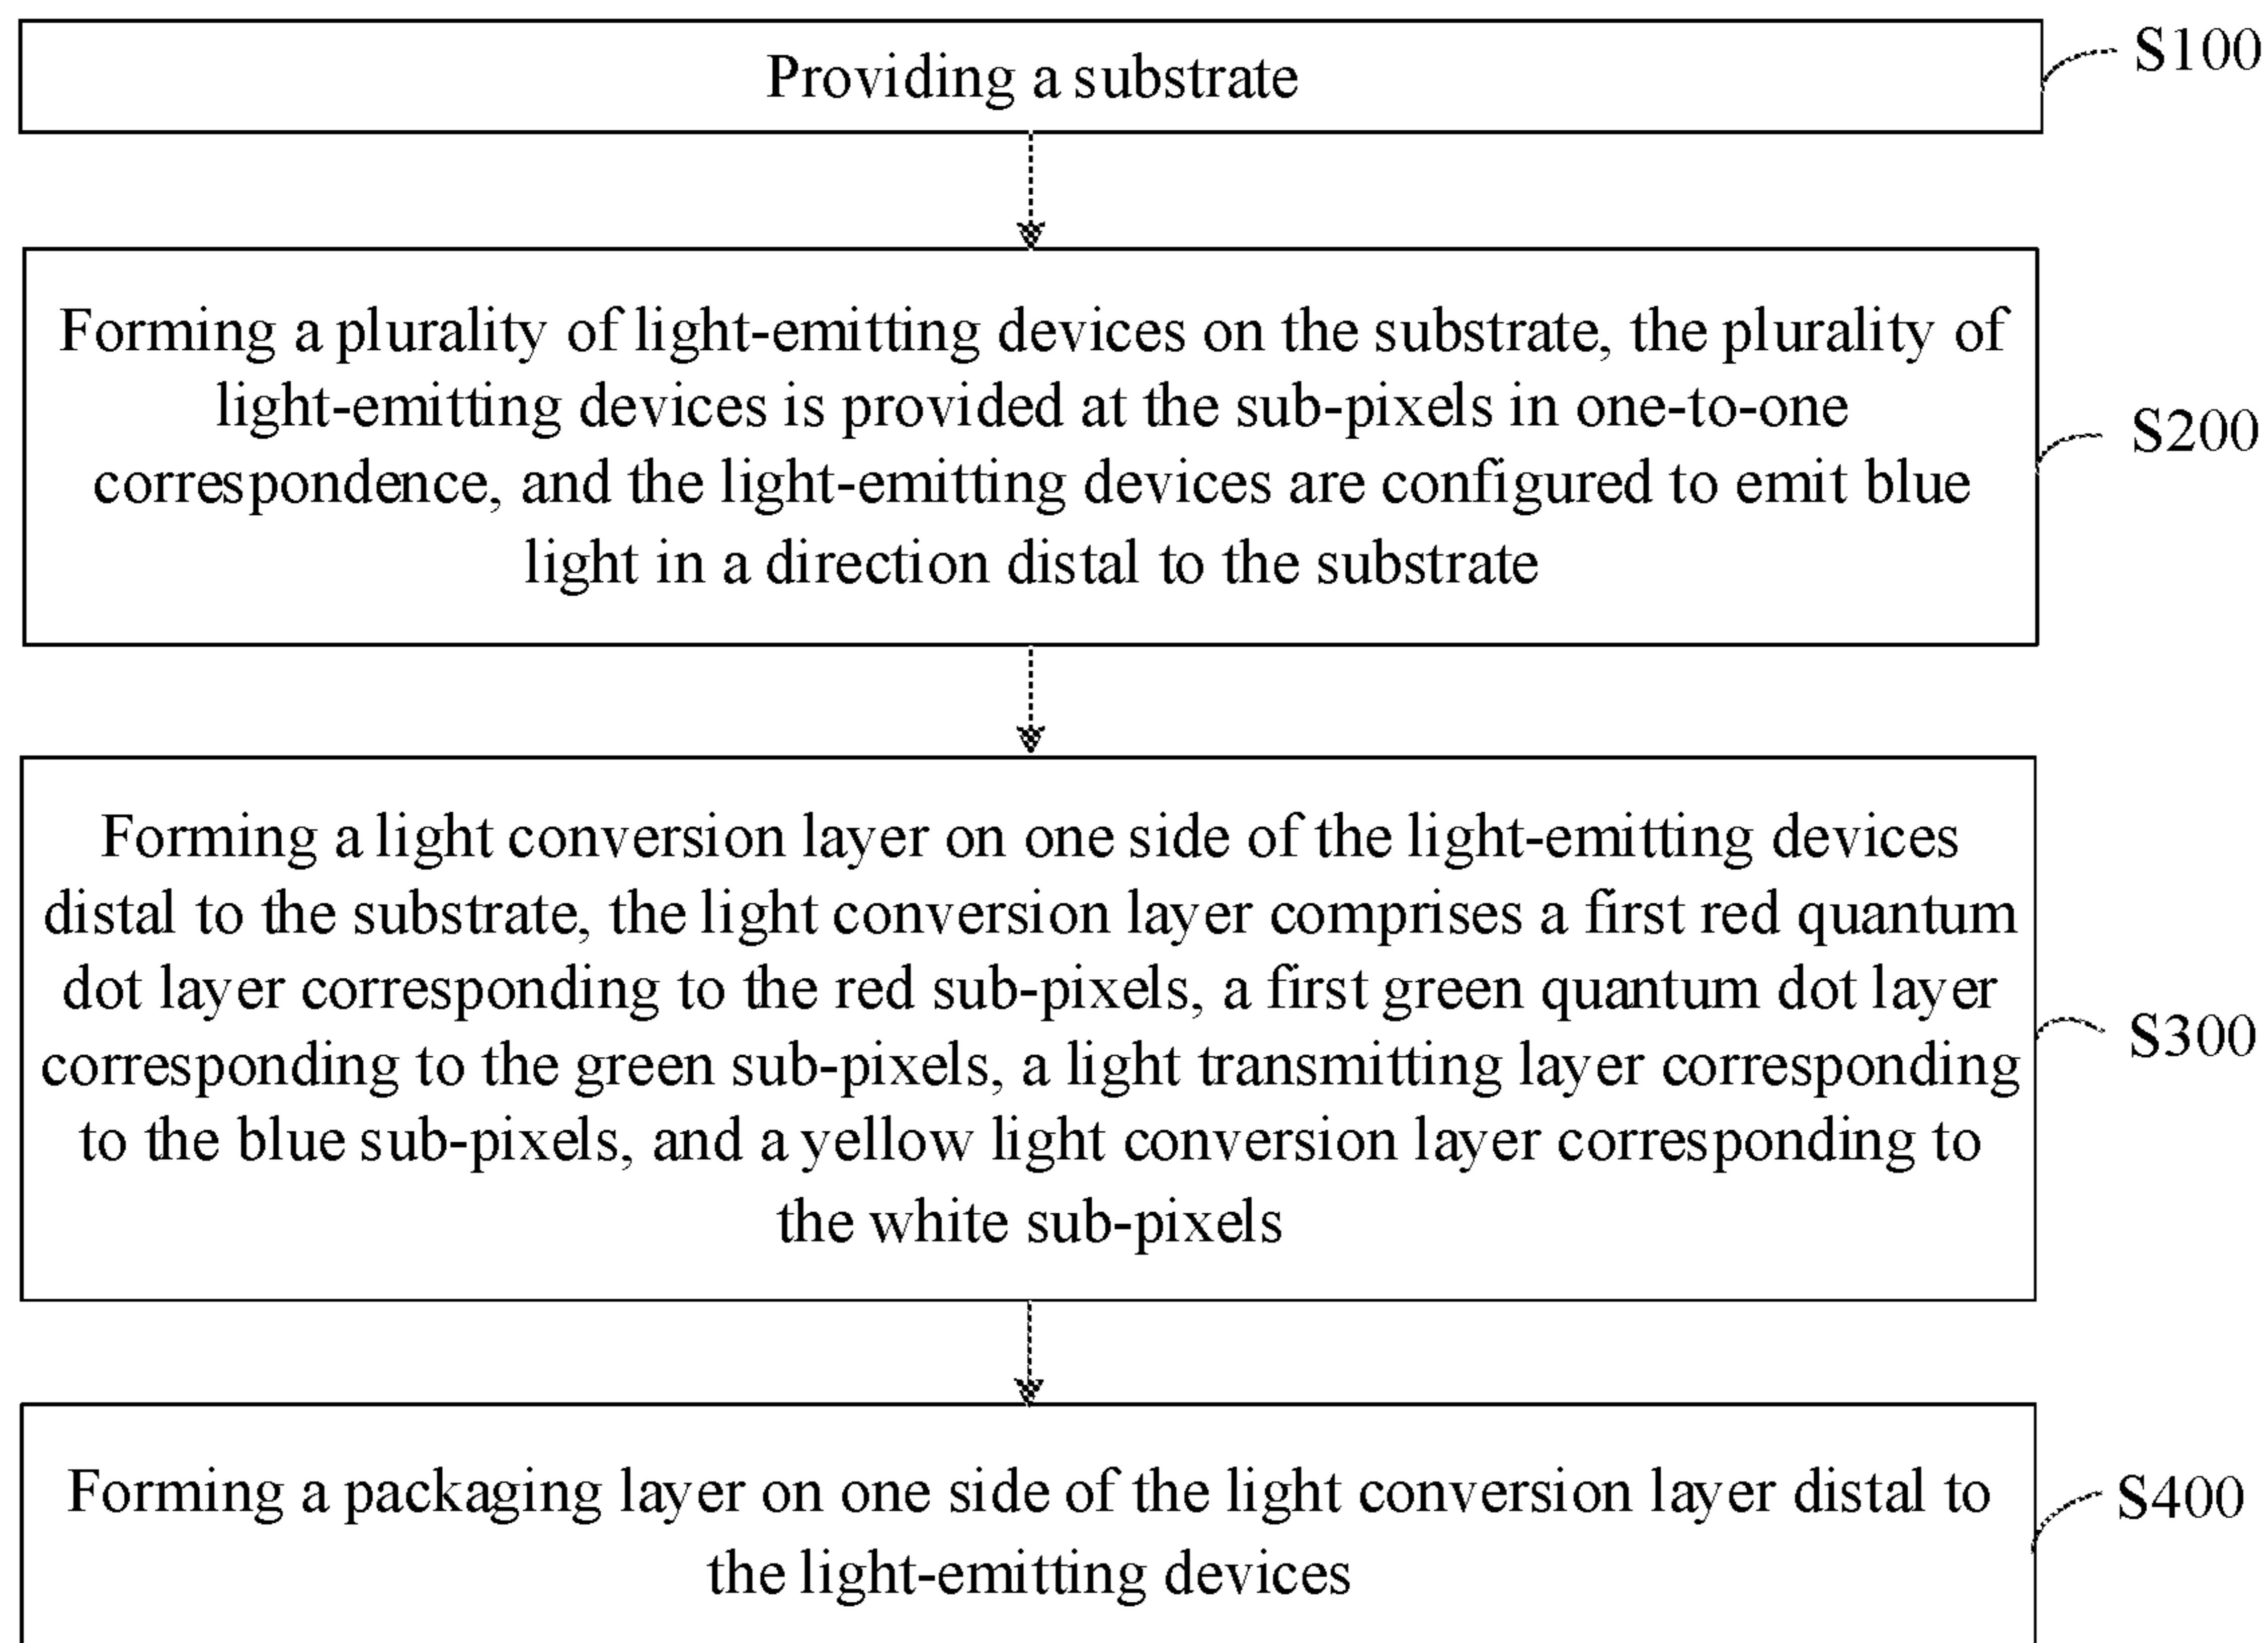 Providing a substrate
S100
Forming a plurality of light-emitting devices on the substrate, the plurality of
light-emitting devices is provided at the sub-pixels in one-to-one
correspondence, and the light-emitting devices are configured to emit blue
light in a direction distal to the substrate
S200
Forming a light conversion layer on one side of the light-emitting devices
distal to the substrate, the light conversion layer comprises a first red quantum
dot layer corresponding to the red sub-pixels, a first green quantum dot layer
corresponding to the green sub-pixels, a light transmitting layer corresponding
to the blue sub-pixels, and a yellow light conversion layer corresponding to
the white sub-pixels
S300
Forming a packaging layer on one side of the light conversion layer distal to
the light-emitting devices
S400